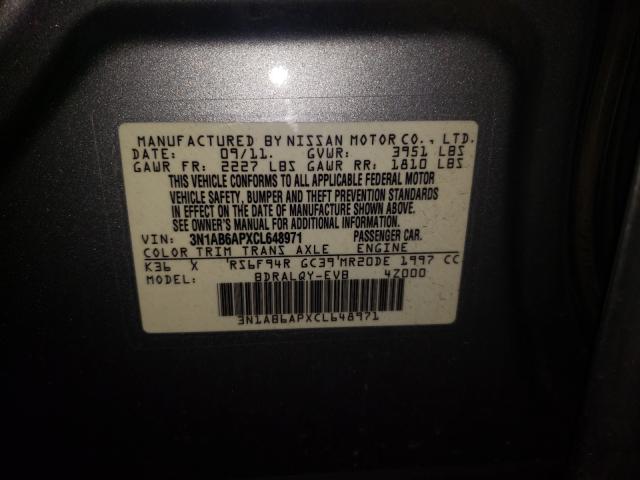 MANUFACTURED BY NISSAN MOTOR CO., LTD.
DATE: 09/11. GVWR: 3951 LBS
GAWR FR: 2227 LBS GAWR RR: 1810 LBS
THIS VEHICLE CONFORMS TO ALL APPLICABLE FEDERAL MOTOR
VEHICLE SAFETY, BUMPER AND THEFT PREVENTION STANDARDS
IN EFFECT ON THE DATE OF MANUFACTURE SHOWN ABOVE.
SEE OWNER'S MANUAL FOR ADDITIONAL INFORMATION.
VIN: 3N1AB6APXCL648971 PASSENGER CAR.
COLOR TRIM TRANS AXLE ENGINE
K36 X RS6F94R GC39 MR20DE 1997 CC
MODEL: BDRALQY-EVB 4Z000
3N1AB6APXCL648971